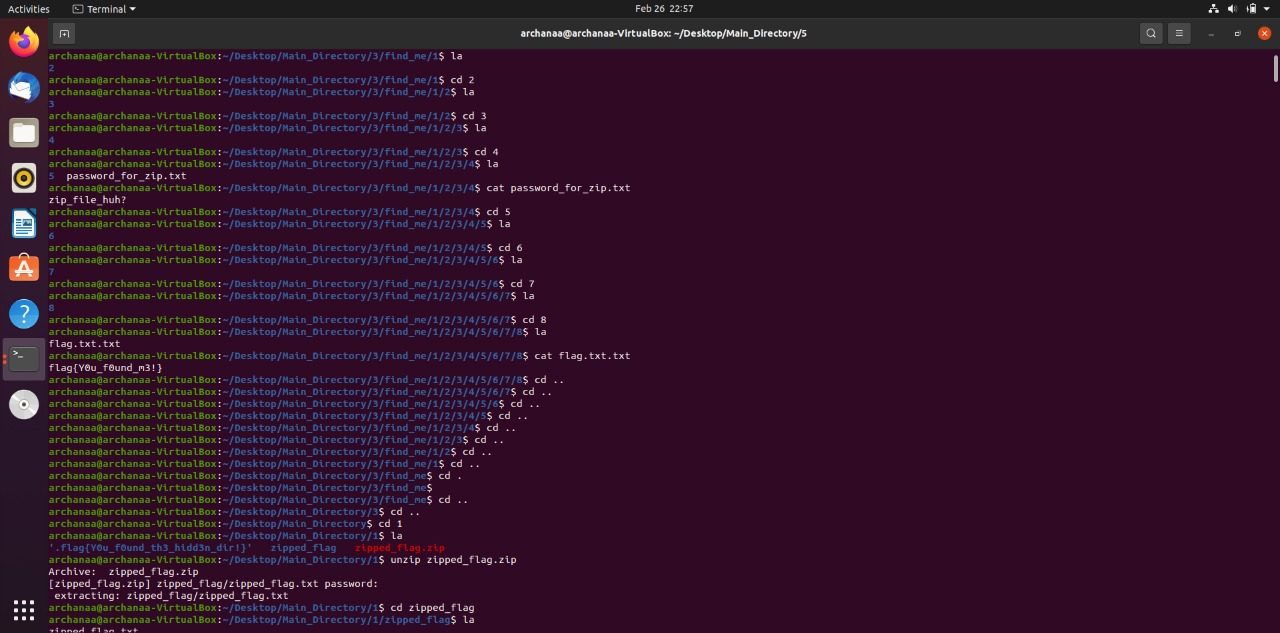 Activities Terminal Feb 26 22:57
archanaa@archanaa-VirtualBox: ~/Desktop/Main_Directory/5
archanaa@archanaa-VirtualBox:~/Desktop/Main_Directory/3/find_me/1$ la
2
archanaa@archanaa-VirtualBox:~/Desktop/Main_Directory/3/find_me/1$ cd 2
archanaa@archanaa-VirtualBox:~/Desktop/Main_Directory/3/find_me/1/2$ la
3
archanaa@archanaa-VirtualBox:~/Desktop/Main_Directory/3/find_me/1/2$ cd 3
archanaa@archanaa-VirtualBox:~/Desktop/Main_Directory/3/find_me/1/2/3$ la
4
archanaa@archanaa-VirtualBox:~/Desktop/Main_Directory/3/find_me/1/2/3$ cd 4
archanaa@archanaa-VirtualBox:~/Desktop/Main_Directory/3/find_me/1/2/3/4$ la
5  password_for_zip.txt
archanaa@archanaa-VirtualBox:~/Desktop/Main_Directory/3/find_me/1/2/3/4$ cat password_for_zip.txt
zip_file_huh?
archanaa@archanaa-VirtualBox:~/Desktop/Main_Directory/3/find_me/1/2/3/4$ cd 5
archanaa@archanaa-VirtualBox:~/Desktop/Main_Directory/3/find_me/1/2/3/4/5$ la
6
archanaa@archanaa-VirtualBox:~/Desktop/Main_Directory/3/find_me/1/2/3/4/5$ cd 6
archanaa@archanaa-VirtualBox:~/Desktop/Main_Directory/3/find_me/1/2/3/4/5/6$ la
7
archanaa@archanaa-VirtualBox:~/Desktop/Main_Directory/3/find_me/1/2/3/4/5/6$ cd 7
archanaa@archanaa-VirtualBox:~/Desktop/Main_Directory/3/find_me/1/2/3/4/5/6/7$ la
8
archanaa@archanaa-VirtualBox:~/Desktop/Main_Directory/3/find_me/1/2/3/4/5/6/7$ cd 8
archanaa@archanaa-VirtualBox:~/Desktop/Main_Directory/3/find_me/1/2/3/4/5/6/7/8$ la
flag.txt.txt
archanaa@archanaa-VirtualBox:~/Desktop/Main_Directory/3/find_me/1/2/3/4/5/6/7/8$ cat flag.txt.txt
flag{Y0u_f0und_m3!}
archanaa@archanaa-VirtualBox:~/Desktop/Main_Directory/3/find_me/1/2/3/4/5/6/7/8$ cd ..
archanaa@archanaa-VirtualBox:~/Desktop/Main_Directory/3/find_me/1/2/3/4/5/6/7$ cd ..
archanaa@archanaa-VirtualBox:~/Desktop/Main_Directory/3/find_me/1/2/3/4/5/6$ cd ..
archanaa@archanaa-VirtualBox:~/Desktop/Main_Directory/3/find_me/1/2/3/4/5$ cd ..
archanaa@archanaa-VirtualBox:~/Desktop/Main_Directory/3/find_me/1/2/3/4$ cd ..
archanaa@archanaa-VirtualBox:~/Desktop/Main_Directory/3/find_me/1/2/3$ cd ..
archanaa@archanaa-VirtualBox:~/Desktop/Main_Directory/3/find_me/1/2$ cd ..
archanaa@archanaa-VirtualBox:~/Desktop/Main_Directory/3/find_me/1$ cd ..
archanaa@archanaa-VirtualBox:~/Desktop/Main_Directory/3/find_me$ cd .
archanaa@archanaa-VirtualBox:~/Desktop/Main_Directory/3/find_me$
archanaa@archanaa-VirtualBox:~/Desktop/Main_Directory/3/find_me$ cd ..
archanaa@archanaa-VirtualBox:~/Desktop/Main_Directory/3$ cd ..
archanaa@archanaa-VirtualBox:~/Desktop/Main_Directory$ cd 1
archanaa@archanaa-VirtualBox:~/Desktop/Main_Directory/1$ la
'.flag{Y0u_f0und_th3_hidd3n_dir!}'   zipped_flag   zipped_flag.zip
archanaa@archanaa-VirtualBox:~/Desktop/Main_Directory/1$ unzip zipped_flag.zip
Archive:  zipped_flag.zip
[zipped_flag.zip] zipped_flag/zipped_flag.txt password:
 extracting: zipped_flag/zipped_flag.txt
archanaa@archanaa-VirtualBox:~/Desktop/Main_Directory/1$ cd zipped_flag
archanaa@archanaa-VirtualBox:~/Desktop/Main_Directory/1/zipped_flag$ la
zipped_flag.txt